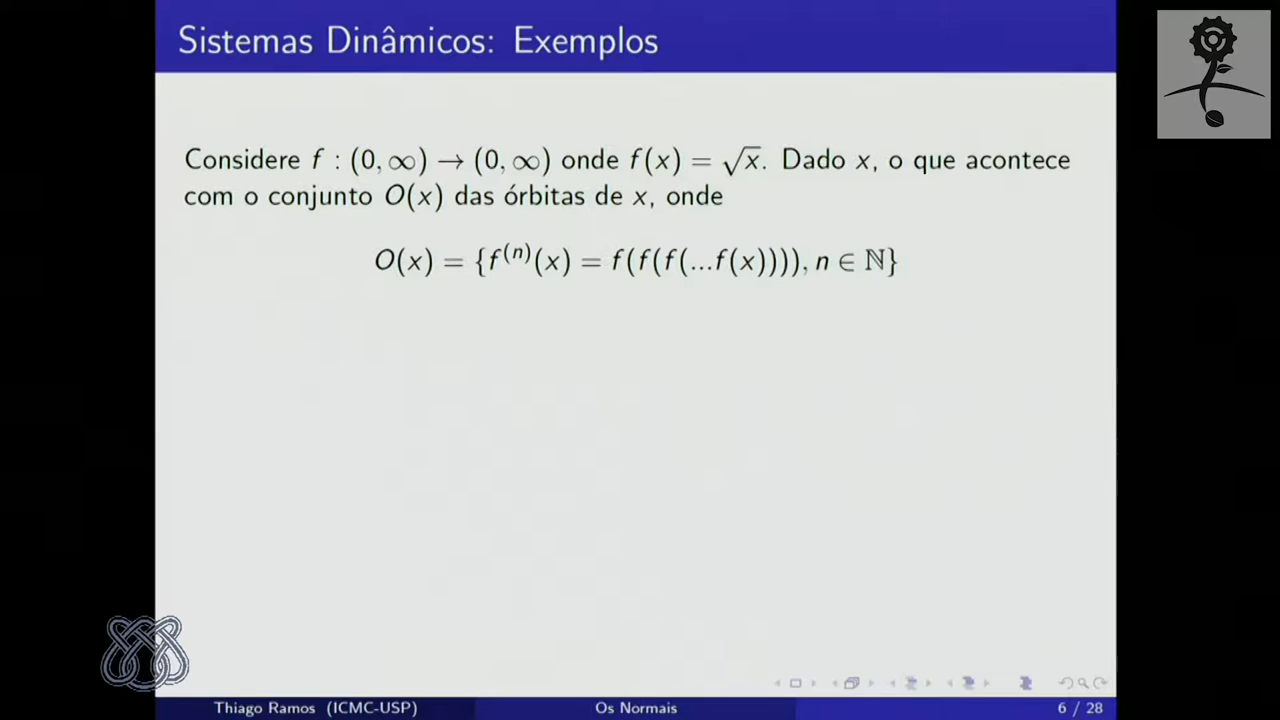 Sistemas Dinâmicos: Exemplos
Considere f : (0, ∞) → (0, ∞) onde f(x) = √x. Dado x, o que acontece
com o conjunto O(x) das órbitas de x, onde
O(x) = {f⁽ⁿ⁾(x) = f(f(f(...f(x)))), n ∈ ℕ}
Thiago Ramos (ICMC-USP) Os Normais 6 / 28